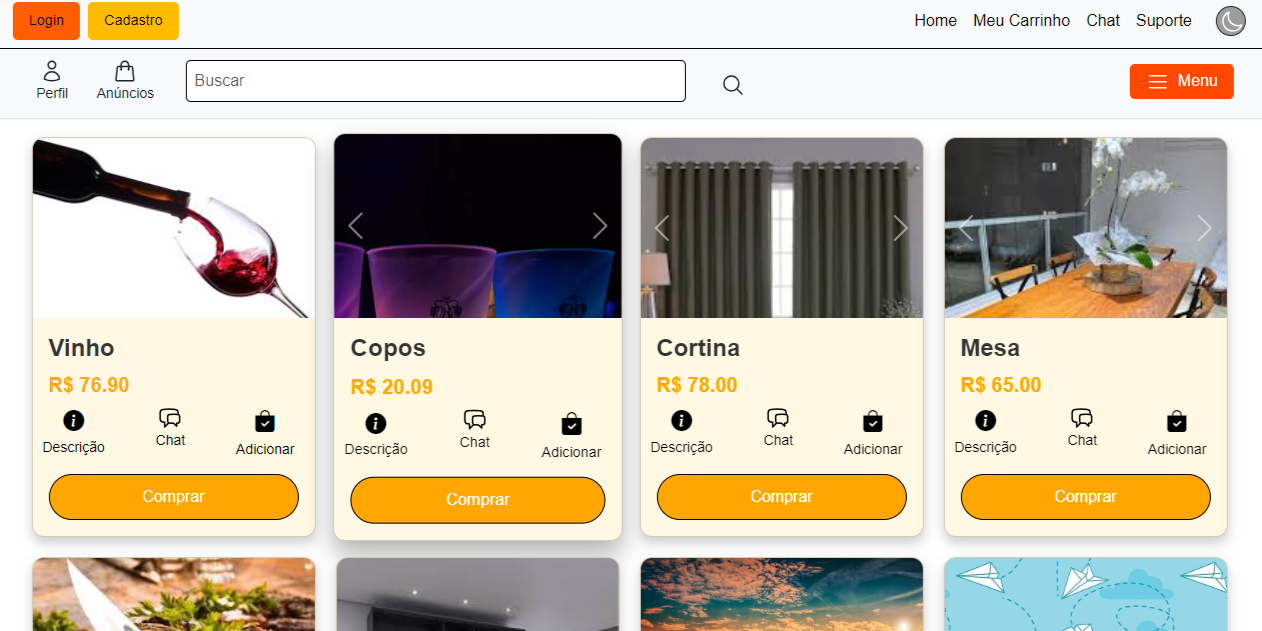 Login
Cadastro
Home
Meu Carrinho
Chat
Suporte
Perfil
Anúncios
Buscar
Menu
Vinho
R$ 76.90
Descrição
Chat
Adicionar
Comprar
Copos
R$ 20.09
Descrição
Chat
Adicionar
Comprar
Cortina
R$ 78.00
Descrição
Chat
Adicionar
Comprar
Mesa
R$ 65.00
Descrição
Chat
Adicionar
Comprar